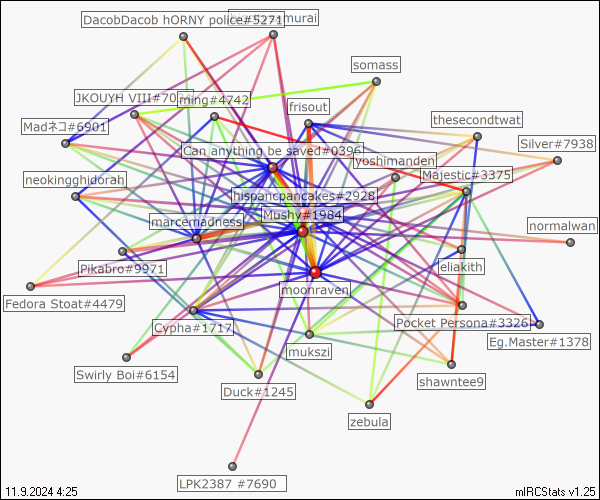 DacobDacob hORNY police#5271
somass
JKOUYH VIII#70
ming#4742
frisout
thesecondtwat
Madネコ#6901
Silver#7938
Can anything be saved#0396
yoshimanden
neokingghidorah
Majestic#3375
hispancpancakes#2928
Mushy#1984
marcemadness
normalwan
Pikabro#9971
eliakith
moonraven
Fedora Stoat#4479
Cypha#1717
Pocket Persona#3326
Eg.Master#1378
mukszi
Swirly Boi#6154
shawntee9
Duck#1245
zebula
LPK2387 #7690
11.9.2024 4:25
mIRCStats v1.25